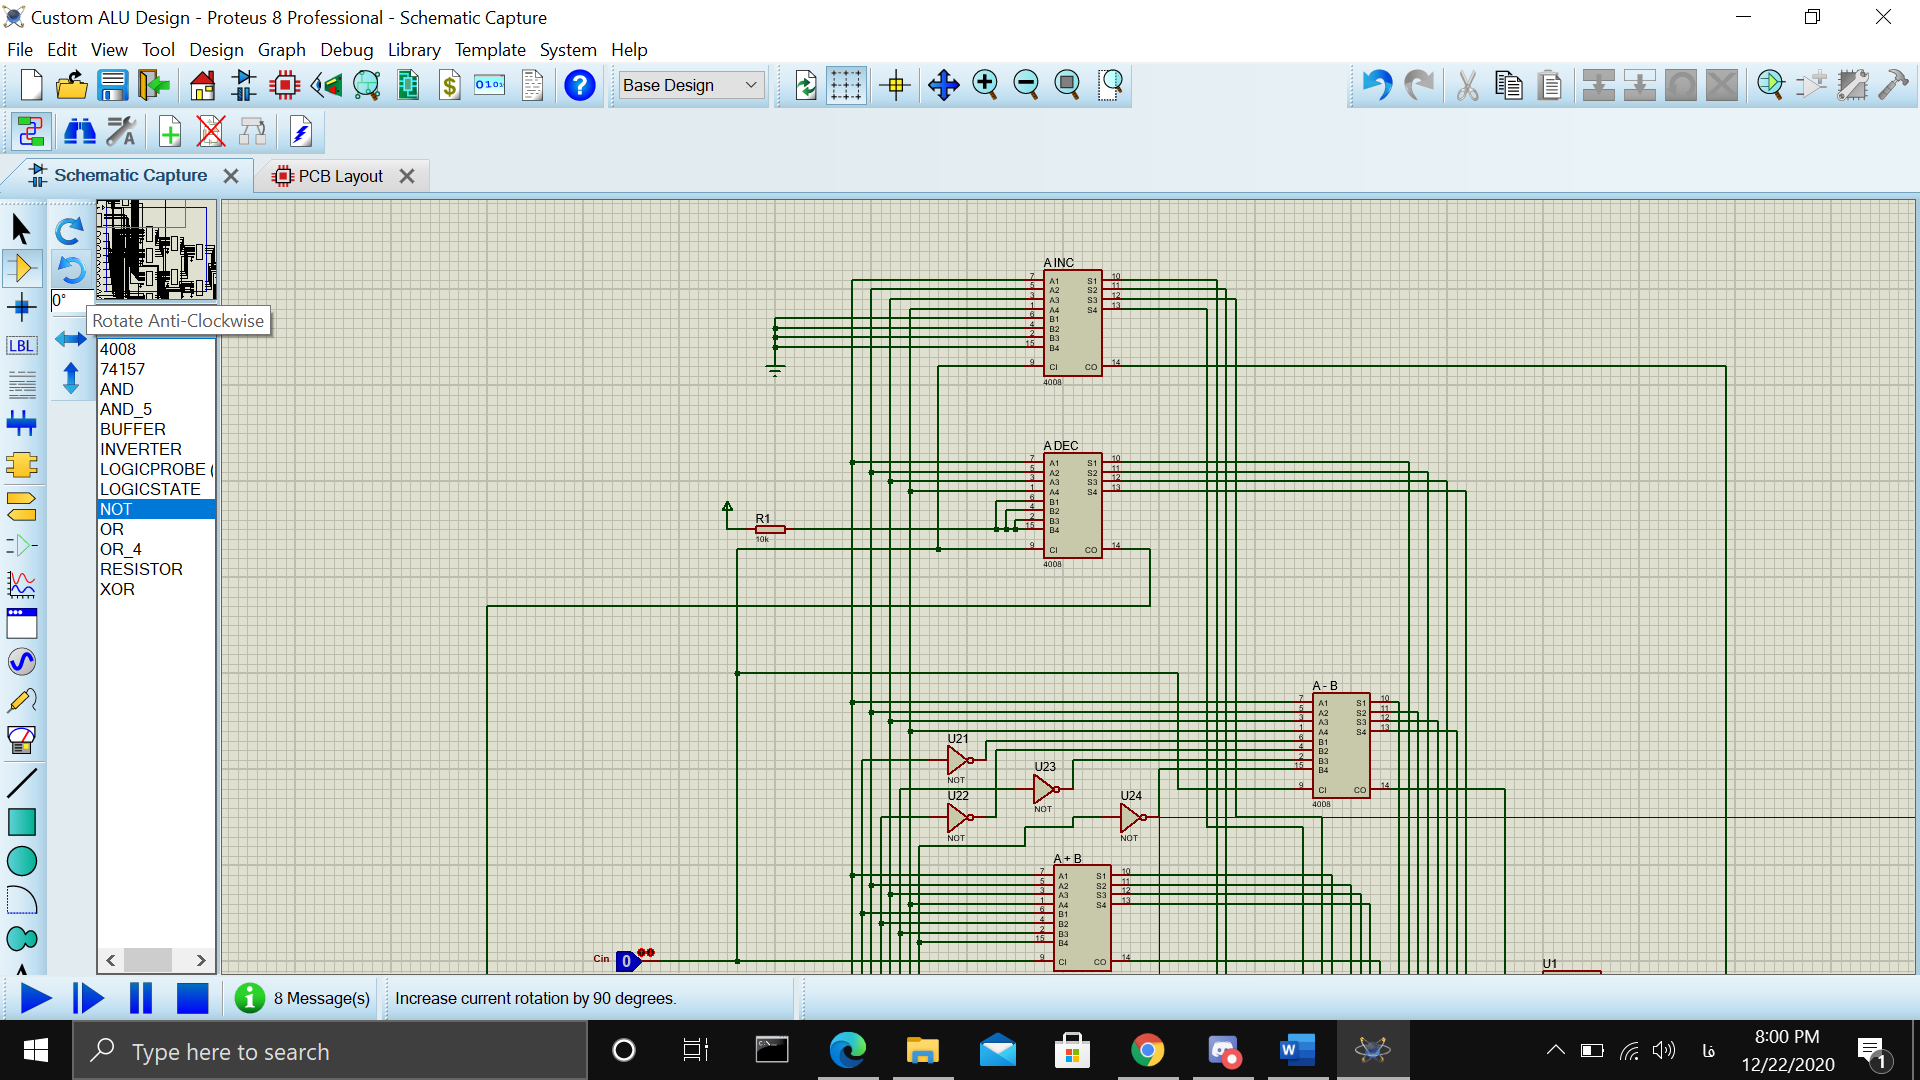 Custom ALU Design - Proteus 8 Professional - Schematic Capture
File Edit View Tool Design Graph Debug Library Template System Help
Base Design
Schematic Capture
PCB Layout
0°
Rotate Anti-Clockwise
LBL
4008
74157
AND
AND_5
BUFFER
INVERTER
LOGICPROBE (
LOGICSTATE
NOT
OR
OR_4
RESISTOR
XOR
A INC
7 A1 S1 10
5 A2 S2 11
3 A3 S3 12
1 A4 S4 13
6 B1
4 B2
2 B3
15 B4
9 CI CO 14
4008
A DEC
7 A1 S1 10
5 A2 S2 11
3 A3 S3 12
1 A4 S4 13
6 B1
4 B2
2 B3
15 B4
9 CI CO 14
4008
R1
10k
A - B
7 A1 S1 10
5 A2 S2 11
3 A3 S3 12
1 A4 S4 13
6 B1
4 B2
2 B3
15 B4
9 CI CO 14
4008
U21
NOT
U23
NOT
U22
NOT
U24
NOT
A + B
7 A1 S1 10
5 A2 S2 11
3 A3 S3 12
1 A4 S4 13
6 B1
4 B2
2 B3
15 B4
9 CI CO 14
Cin 0
U1
8 Message(s)
Increase current rotation by 90 degrees.
Type here to search
فا
8:00 PM
12/22/2020
1